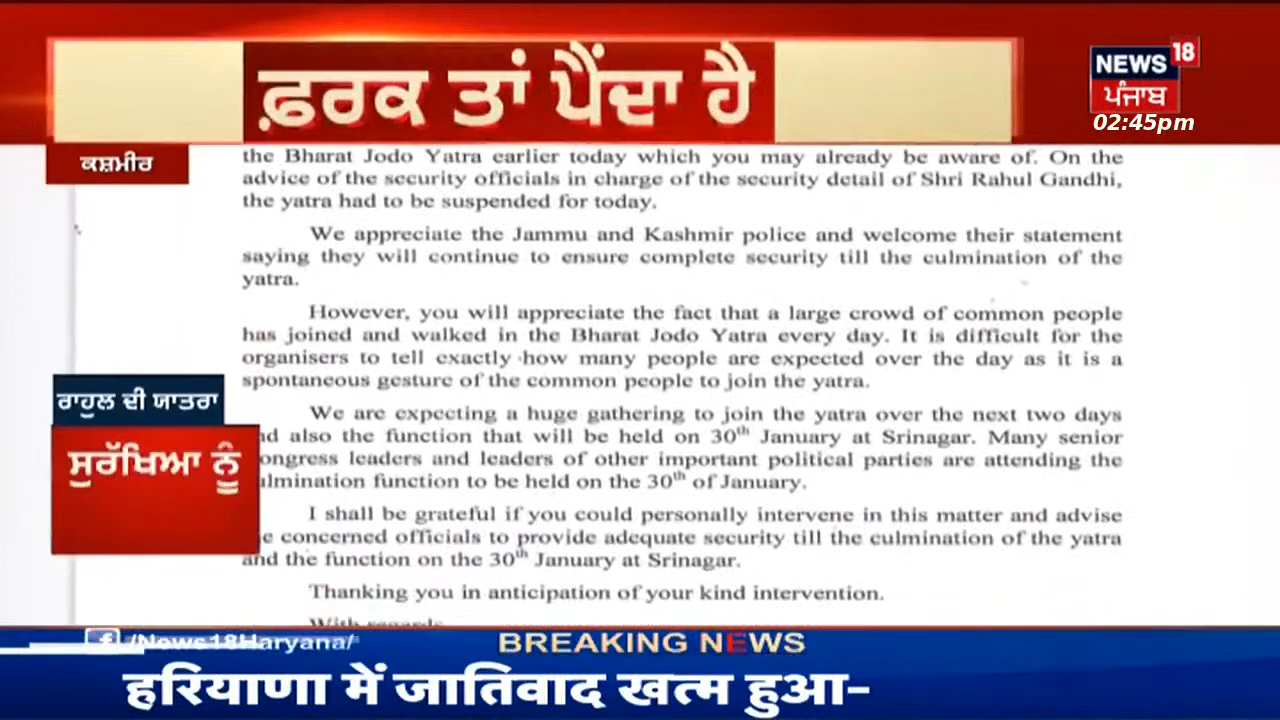 ਫ਼ਰਕ ਤਾਂ ਪੈਂਦਾ ਹੈ
NEWS 18
ਪੰਜਾਬ
02:45pm
ਕਸ਼ਮੀਰ
the Bharat Jodo Yatra earlier today which you may already be aware of. On the
advice of the security officials in charge of the security detail of Shri Rahul Gandhi,
the yatra had to be suspended for today.
We appreciate the Jammu and Kashmir police and welcome their statement
saying they will continue to ensure complete security till the culmination of the
yatra.
However, you will appreciate the fact that a large crowd of common people
has joined and walked in the Bharat Jodo Yatra every day. It is difficult for the
organisers to tell exactly how many people are expected over the day as it is a
spontaneous gesture of the common people to join the yatra.
We are expecting a huge gathering to join the yatra over the next two days
also the function that will be held on 30th January at Srinagar. Many senior
leaders and leaders of other important political parties are attending the
function to be held on the 30th of January.
I shall be grateful if you could personally intervene in this matter and advise
concerned officials to provide adequate security till the culmination of the yatra
and the function on the 30th January at Srinagar.
Thanking you in anticipation of your kind intervention.
With regards
ਰਾਹੁਲ ਦੀ ਯਾਤਰਾ
ਸੁਰੱਖਿਆ ਨੂੰ
/News18Haryana/
BREAKING NEWS
हरियाणा में जातिवाद खत्म हुआ-